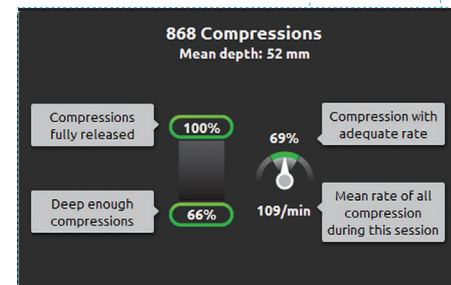 868 Compressions
Mean depth: 52 mm
Compressions
fully released
100%
69%
Compression with
adequate rate
Deep enough
compressions
66%
109/min
Mean rate of all
compression
during this session